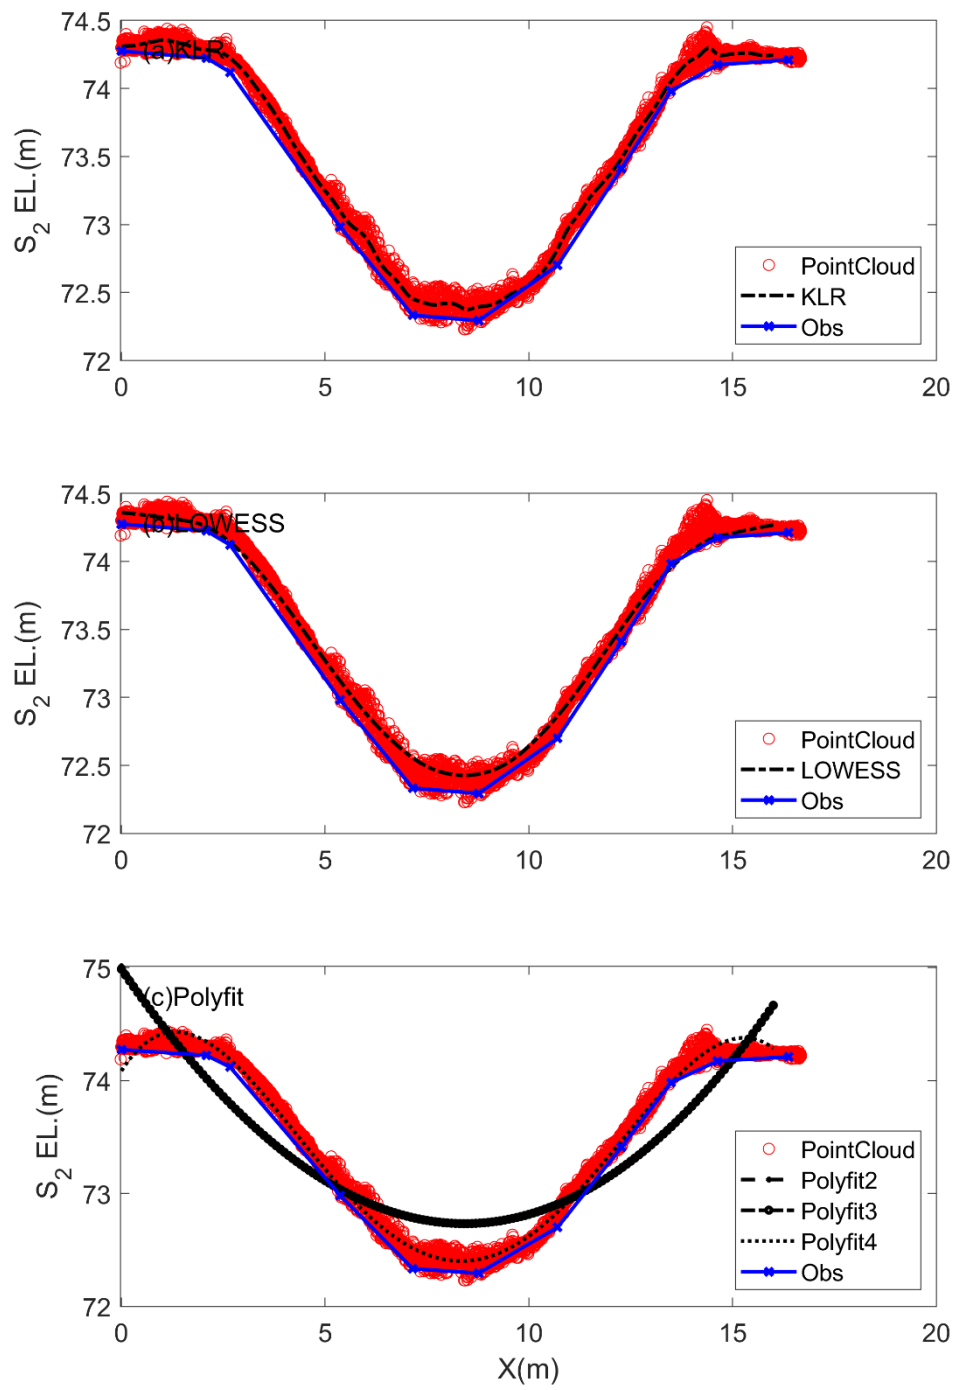 74.5
(a)KLR
74
73.5
73
72.5
72
S2 EL.(m)
PointCloud
KLR
Obs
0 5 10 15 20
74.5
(b)LOWESS
74
73.5
73
72.5
72
S2 EL.(m)
PointCloud
LOWESS
Obs
0 5 10 15 20
75
(c)Polyfit
74
73
72
S2 EL.(m)
PointCloud
Polyfit2
Polyfit3
Polyfit4
Obs
0 5 10 15 20
X(m)